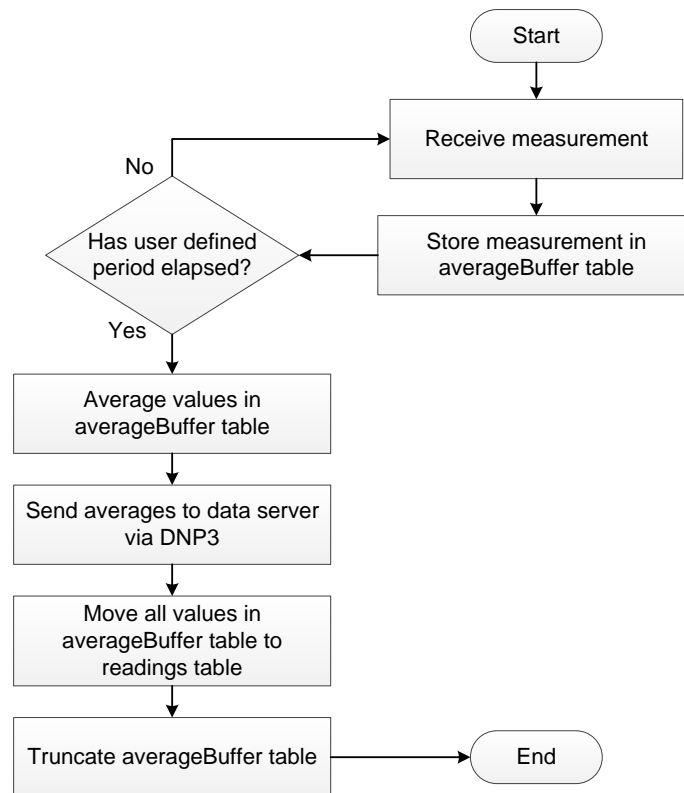 Start
Receive measurement
Store measurement in
averageBuffer table
Has user defined
period elapsed?
No
Yes
Average values in
averageBuffer table
Send averages to data server
via DNP3
Move all values in
averageBuffer table to
readings table
Truncate averageBuffer table
End